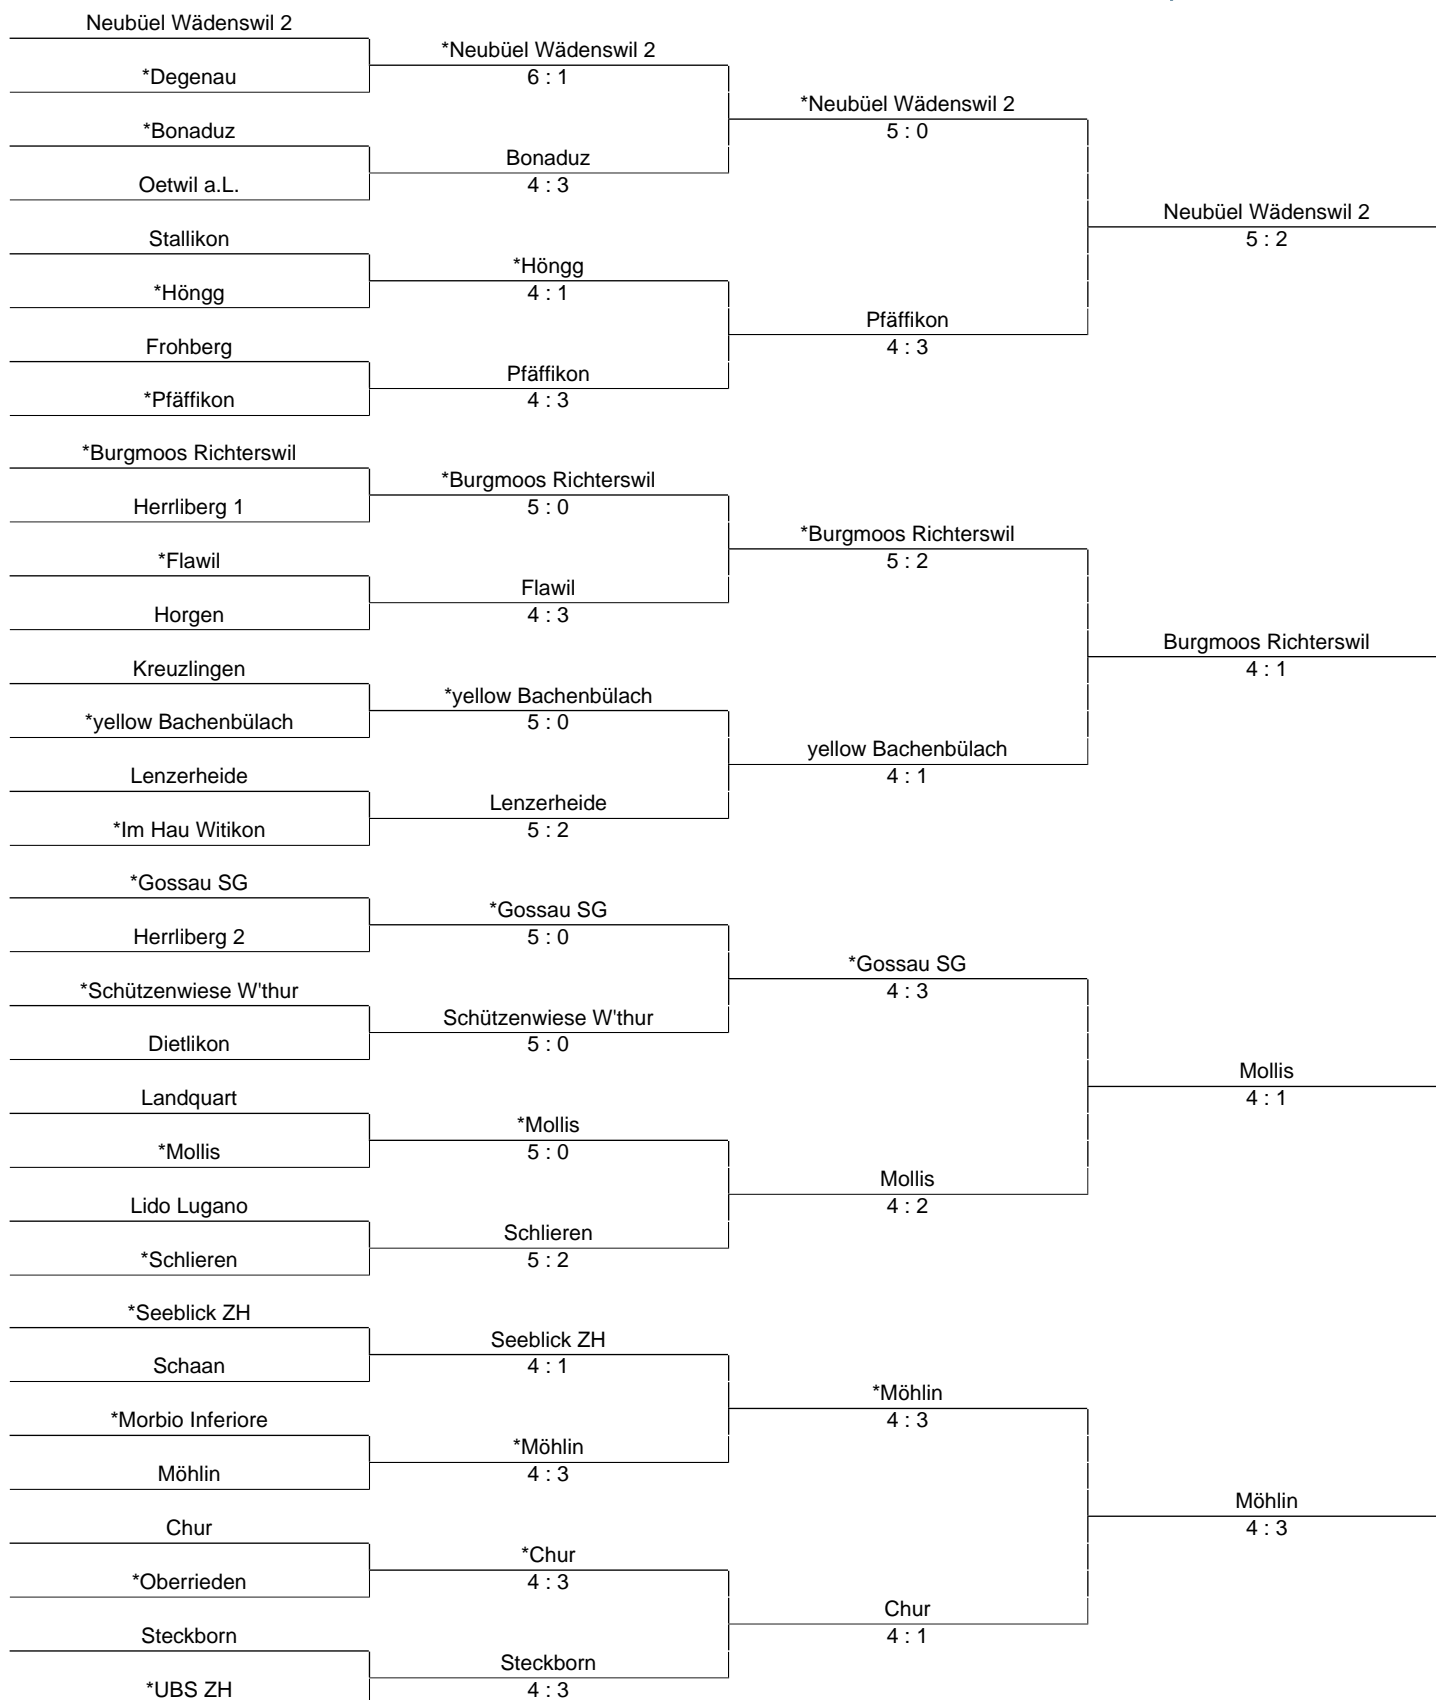 Neubüel Wädenswil 2
*Degenau
*Bonaduz
Oetwil a.L.
Stallikon
*Höngg
Frohberg
*Pfäffikon
*Burgmoos Richterswil
Herrliberg 1
*Flawil
Horgen
Kreuzlingen
*yellow Bachenbülach
Lenzerheide
*Im Hau Witikon
*Gossau SG
Herrliberg 2
*Schützenwiese W'thur
Dietlikon
Landquart
*Mollis
Lido Lugano
*Schlieren
*Seeblick ZH
Schaan
*Morbio Inferiore
Möhlin
Chur
*Oberrieden
Steckborn
*UBS ZH
*Neubüel Wädenswil 2
6 : 1
Bonaduz
4 : 3
*Höngg
4 : 1
Pfäffikon
4 : 3
*Burgmoos Richterswil
5 : 0
Flawil
4 : 3
*yellow Bachenbülach
5 : 0
Lenzerheide
5 : 2
*Gossau SG
5 : 0
Schützenwiese W'thur
5 : 0
*Mollis
5 : 0
Schlieren
5 : 2
Seeblick ZH
4 : 1
*Möhlin
4 : 3
*Chur
4 : 3
Steckborn
4 : 3
*Neubüel Wädenswil 2
5 : 0
Pfäffikon
4 : 3
*Burgmoos Richterswil
5 : 2
yellow Bachenbülach
4 : 1
*Gossau SG
4 : 3
Mollis
4 : 2
*Möhlin
4 : 3
Chur
4 : 1
Neubüel Wädenswil 2
5 : 2
Burgmoos Richterswil
4 : 1
Mollis
4 : 1
Möhlin
4 : 3